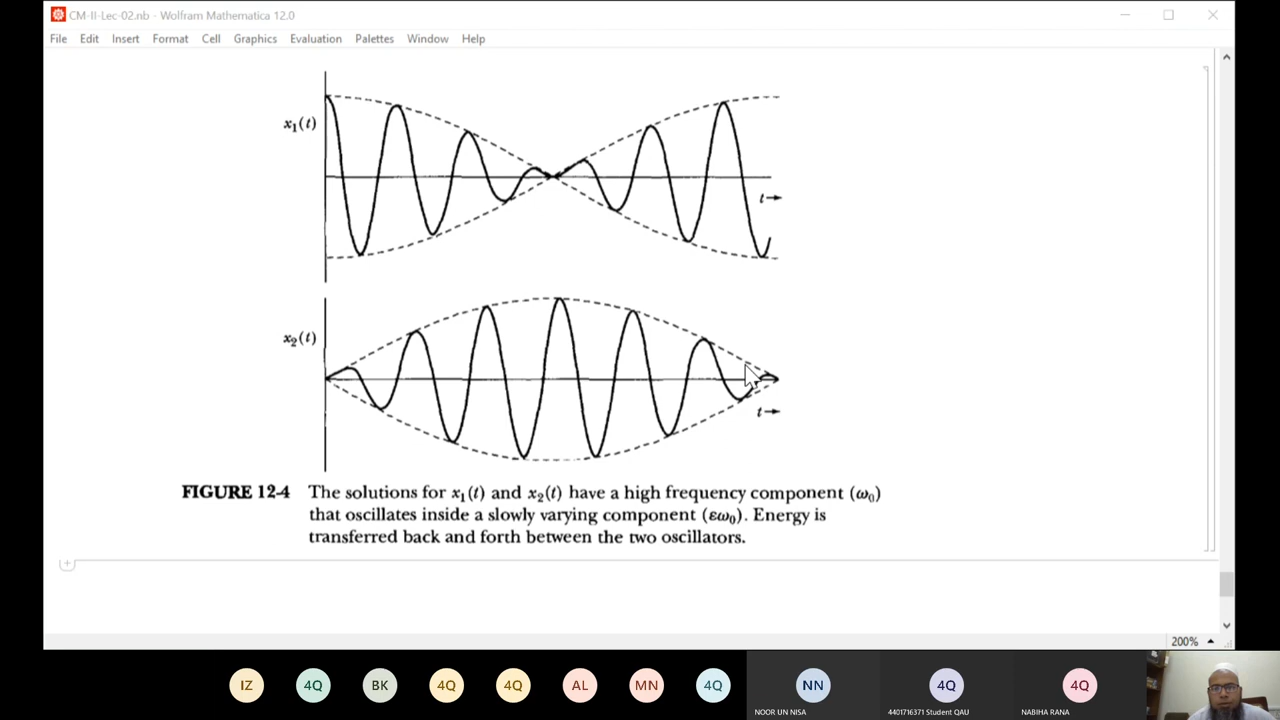 CM-II-Lec-02.nb - Wolfram Mathematica 12.0
File Edit Insert Format Cell Graphics Evaluation Palettes Window Help
x₁(t)
t→
x₂(t)
t→
FIGURE 12-4 The solutions for x₁(t) and x₂(t) have a high frequency component (ω₀)
that oscillates inside a slowly varying component (εω₀). Energy is
transferred back and forth between the two oscillators.
200%
IZ 4Q BK 4Q 4Q AL MN 4Q NN 4Q 4Q
NOOR UN NISA 4401716371 Student QAU NABIHA RANA